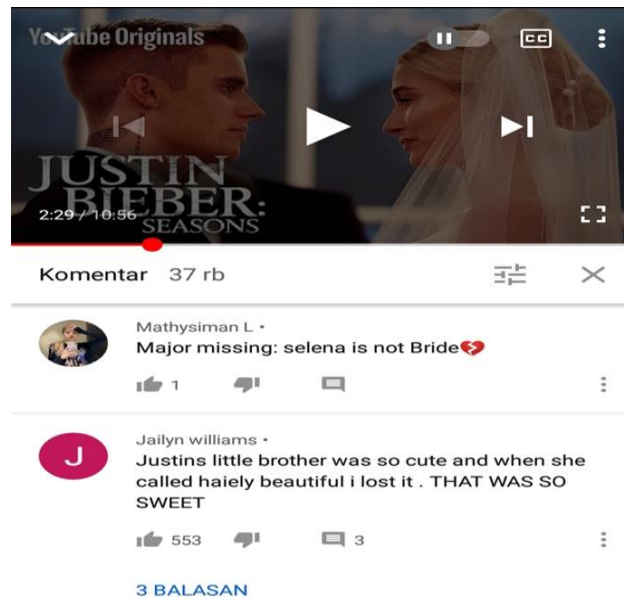 YouTube Originals
CC
JUSTIN
BIEBER:
SEASONS
2:29 / 10:56
Komentar 37 rb
Mathysiman L •
Major missing: selena is not Bride💔
1
J
Jailyn williams •
Justins little brother was so cute and when she
called haiely beautiful i lost it . THAT WAS SO
SWEET
553 3
3 BALASAN